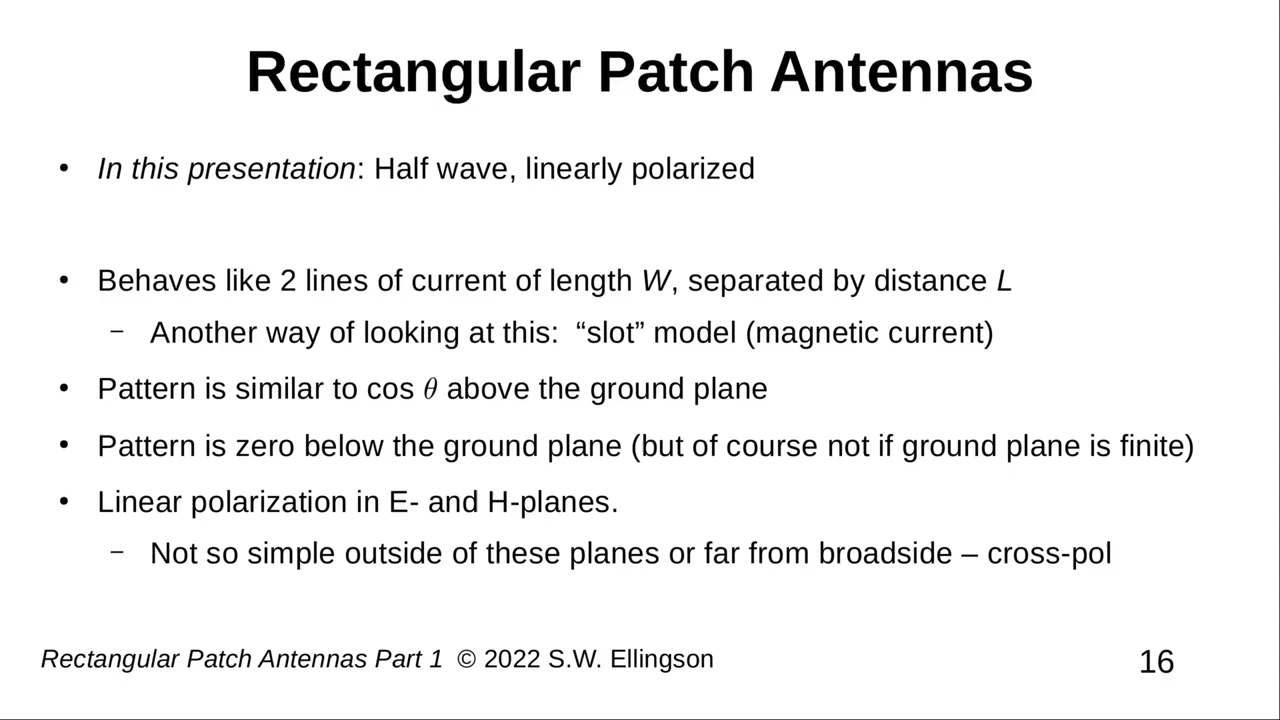 Rectangular Patch Antennas
• In this presentation: Half wave, linearly polarized
• Behaves like 2 lines of current of length W, separated by distance L
– Another way of looking at this:  “slot” model (magnetic current)
• Pattern is similar to cos θ above the ground plane
• Pattern is zero below the ground plane (but of course not if ground plane is finite)
• Linear polarization in E- and H-planes.
– Not so simple outside of these planes or far from broadside – cross-pol
Rectangular Patch Antennas Part 1  © 2022 S.W. Ellingson
16